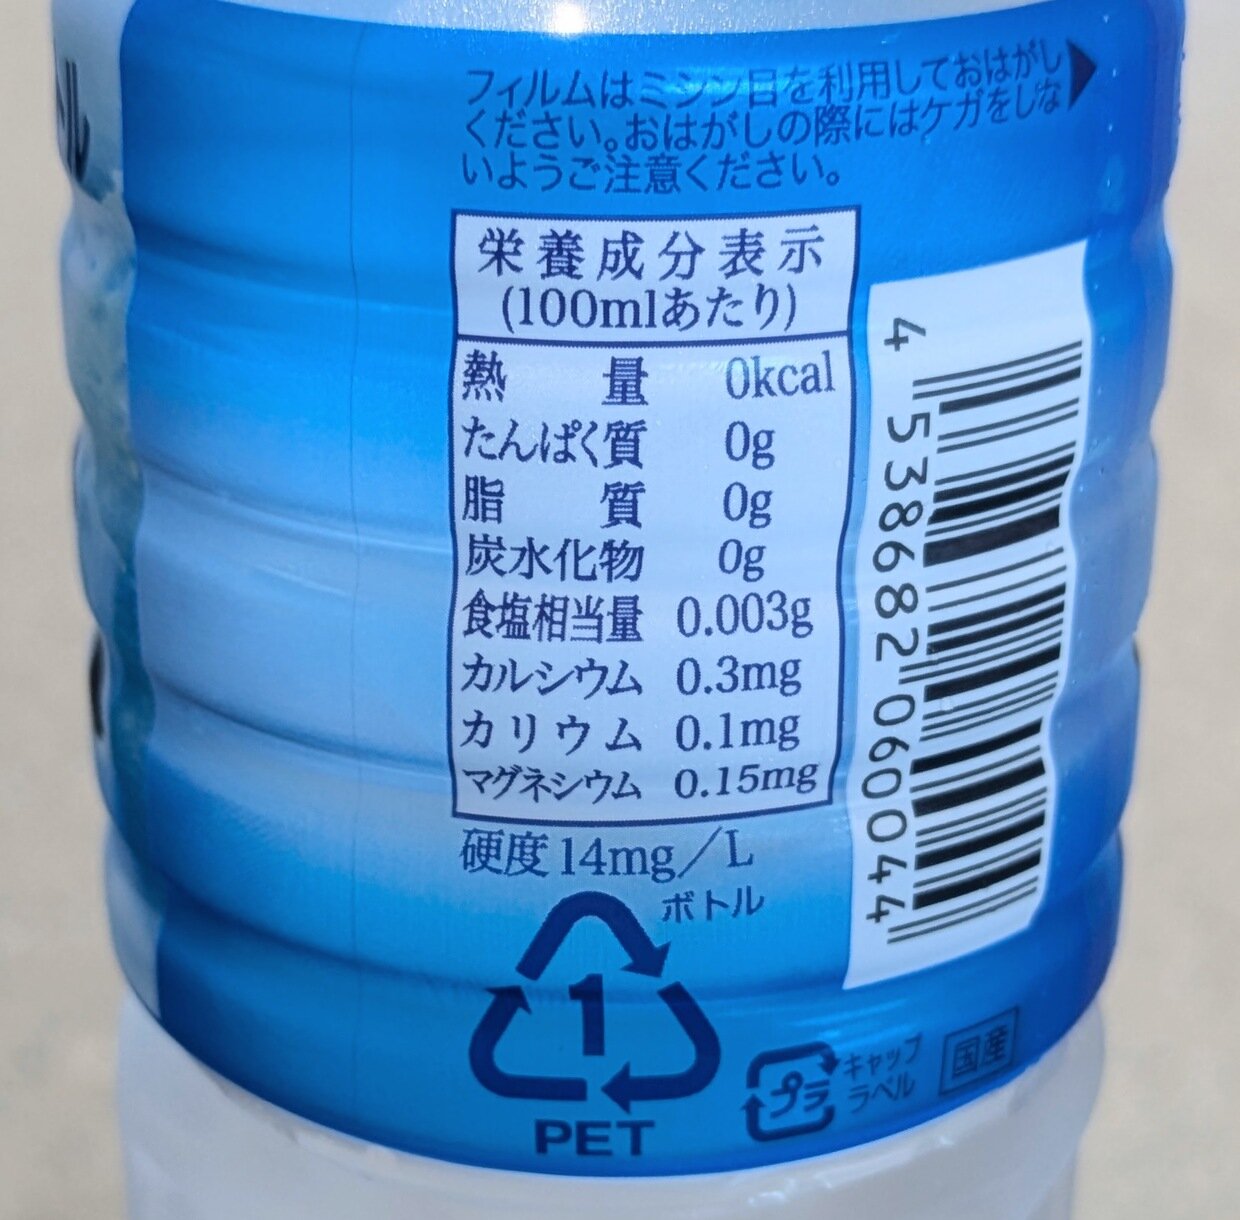 トル
フィルムはミシン目を利用しておはがし
ください。おはがしの際にはケガをしな
いようご注意ください。
栄養成分表示
(100mlあたり)
熱量 0kcal
たんぱく質 0g
脂質 0g
炭水化物 0g
食塩相当量 0.003g
カルシウム 0.3mg
カリウム 0.1mg
マグネシウム 0.15mg
硬度14mg／L
ボトル
1
PET
プラ
キャップ
ラベル
国産
4 538682 060044